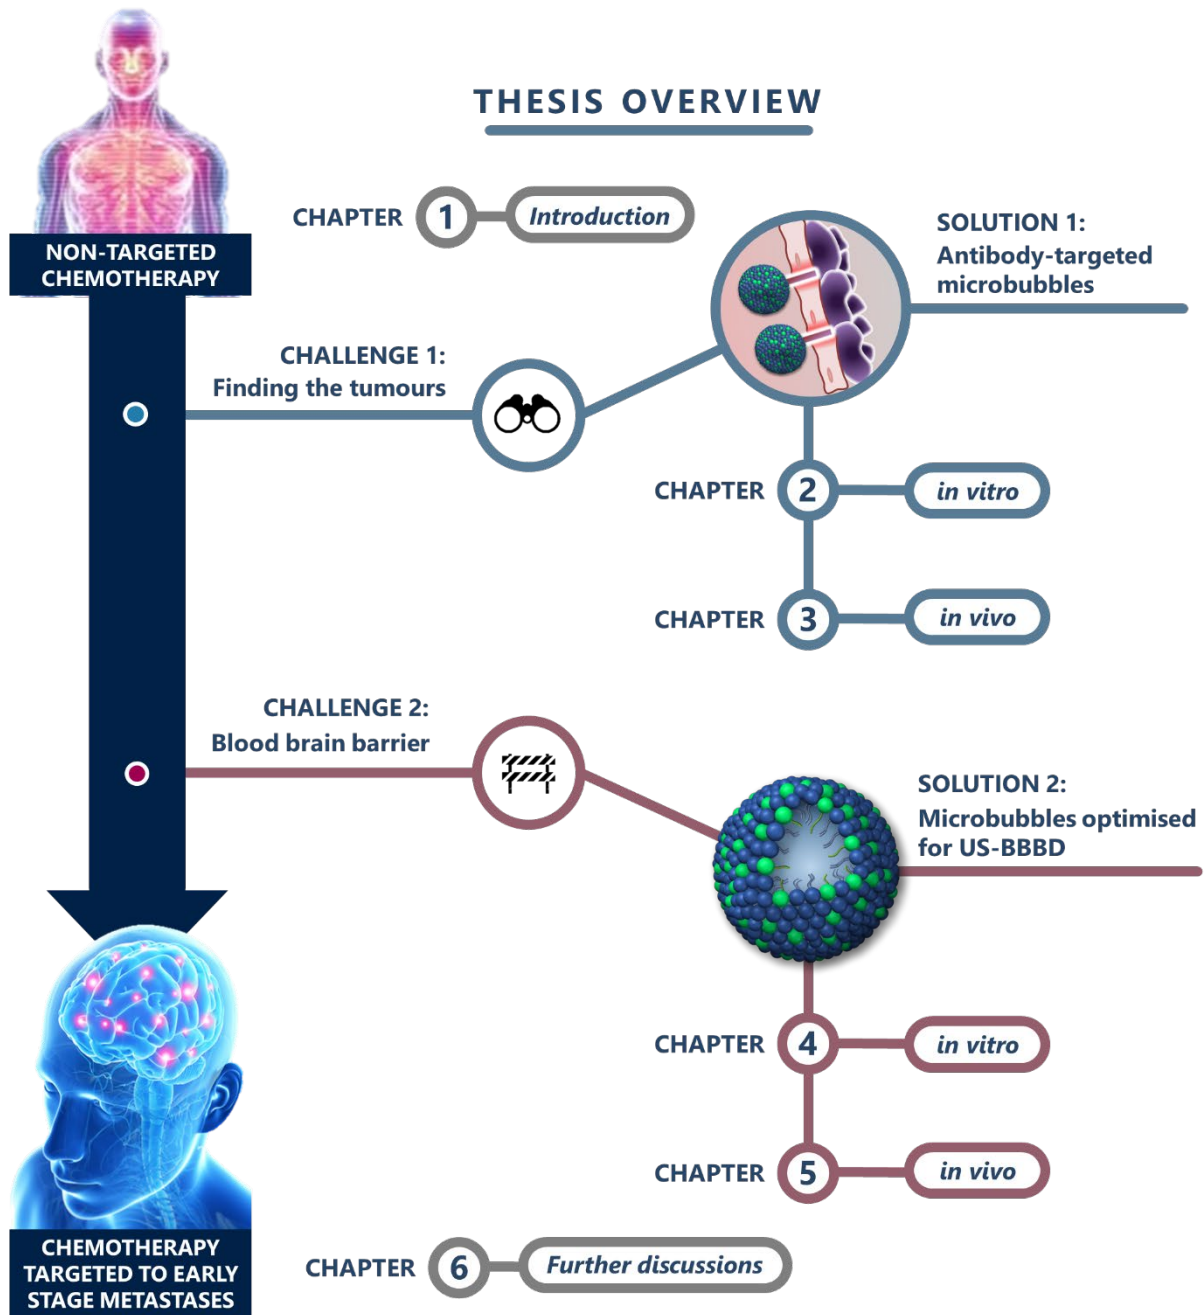 THESIS OVERVIEW
NON-TARGETED
CHEMOTHERAPY
CHAPTER 1 Introduction
SOLUTION 1:
Antibody-targeted
microbubbles
CHALLENGE 1:
Finding the tumours
CHAPTER 2 in vitro
CHAPTER 3 in vivo
CHALLENGE 2:
Blood brain barrier
SOLUTION 2:
Microbubbles optimised
for US-BBBD
CHAPTER 4 in vitro
CHAPTER 5 in vivo
CHEMOTHERAPY
TARGETED TO EARLY
STAGE METASTASES
CHAPTER 6 Further discussions